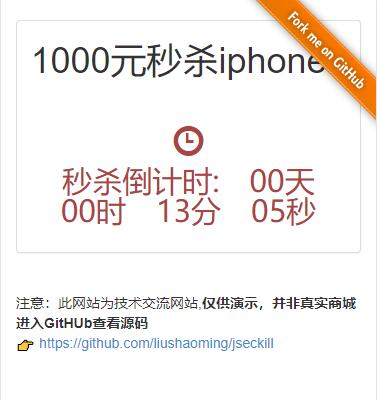 Fork me on GitHub
1000元秒杀iphone
秒杀倒计时: 00天
00时 13分 05秒
注意：此网站为技术交流网站,仅供演示，并非真实商城
进入GitHUb查看源码
https://github.com/liushaoming/jseckill